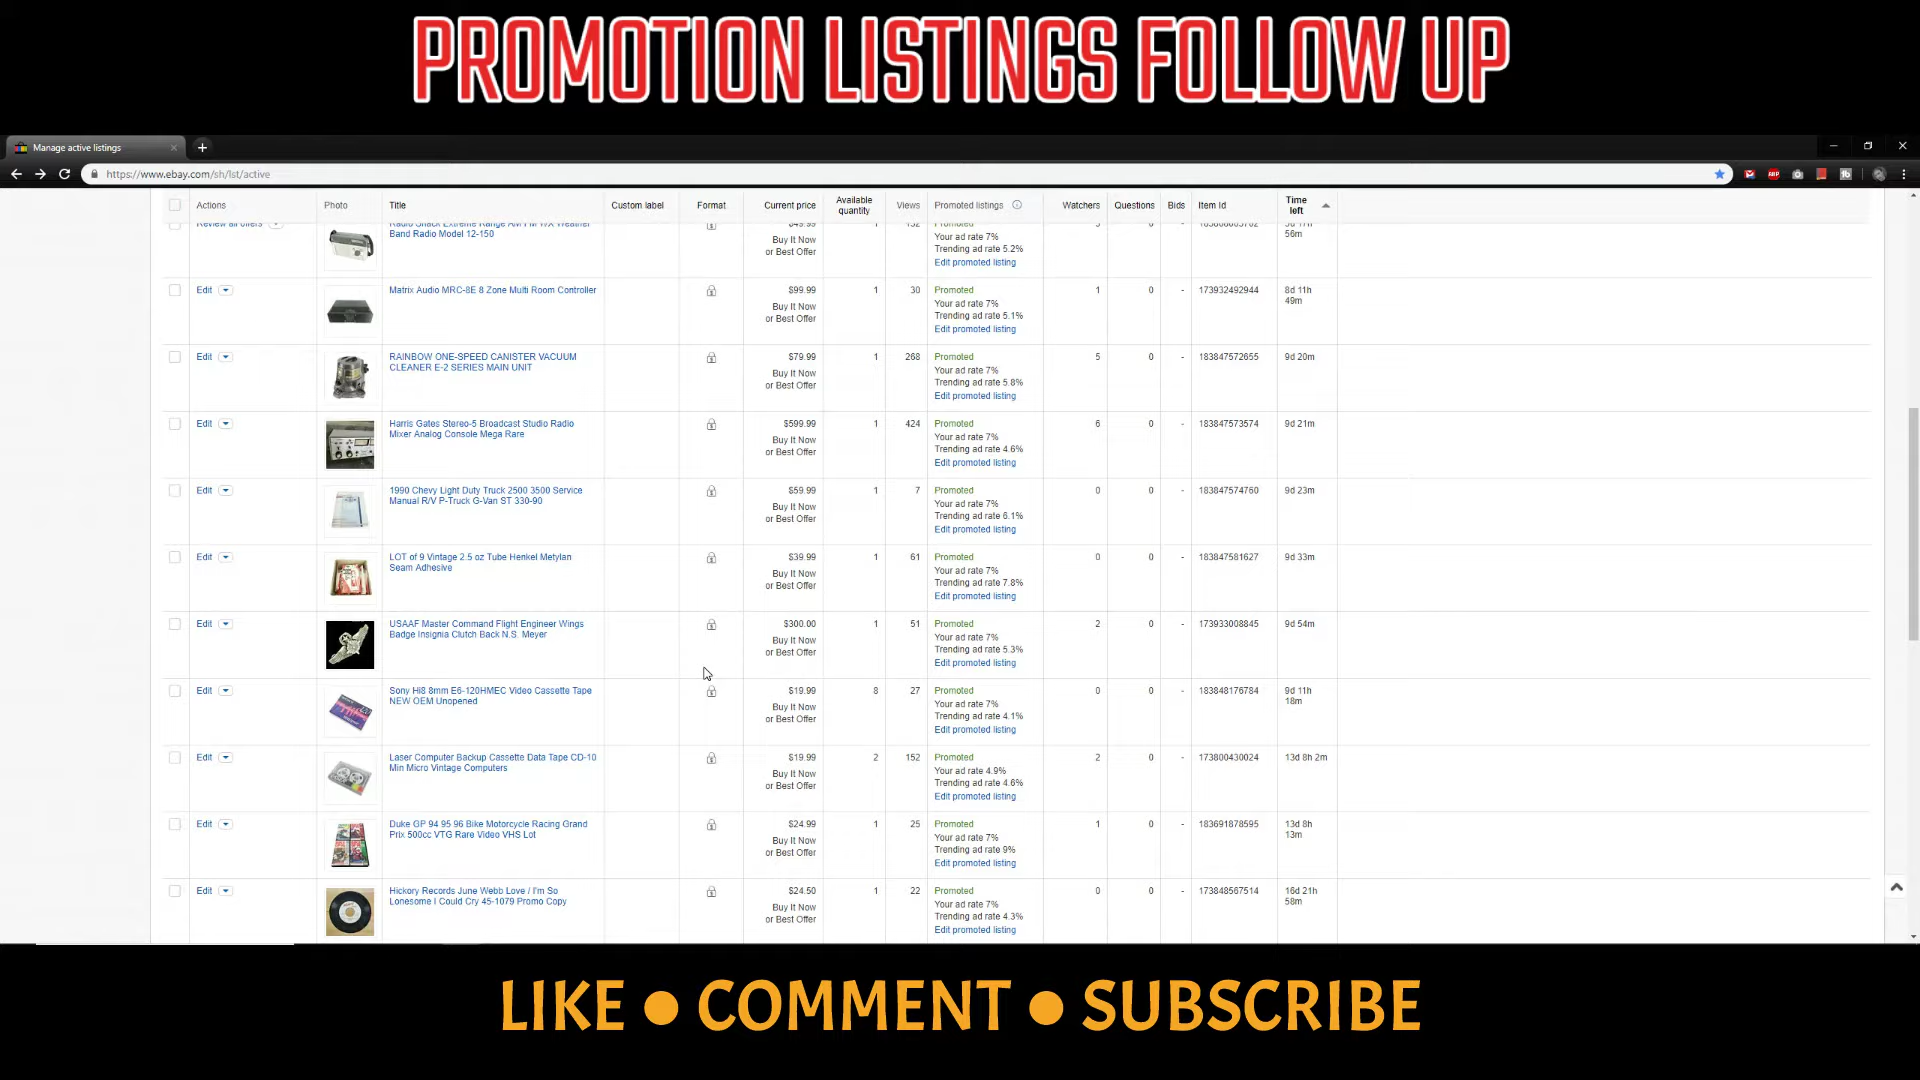 PROMOTION LISTINGS FOLLOW UP
Manage active listings
https://www.ebay.com/sh/lst/active
Actions Photo Title Custom label Format Current price Available quantity Views Promoted listings Watchers Questions Bids Item Id Time left
Review all offers Radio Shack Extreme Range AM FM WX Weather
Band Radio Model 12-150
$49.99 Buy It Now or Best Offer 1 132
Your ad rate 7%
Trending ad rate 5.2%
Edit promoted listing
56m
Edit Matrix Audio MRC-8E 8 Zone Multi Room Controller $99.99 1 30 Promoted 1 0 - 173932492944 8d 11h
Buy It Now Your ad rate 7% 49m
or Best Offer Trending ad rate 5.1%
Edit promoted listing
Edit RAINBOW ONE-SPEED CANISTER VACUUM $79.99 1 268 Promoted 5 0 - 183847572655 9d 20m
CLEANER E-2 SERIES MAIN UNIT Buy It Now Your ad rate 7%
or Best Offer Trending ad rate 5.8%
Edit promoted listing
Edit Harris Gates Stereo-5 Broadcast Studio Radio $599.99 1 424 Promoted 6 0 - 183847573574 9d 21m
Mixer Analog Console Mega Rare Buy It Now Your ad rate 7%
or Best Offer Trending ad rate 4.6%
Edit promoted listing
Edit 1990 Chevy Light Duty Truck 2500 3500 Service $59.99 1 7 Promoted 0 0 - 183847574760 9d 23m
Manual R/V P-Truck G-Van ST 330-90 Buy It Now Your ad rate 7%
or Best Offer Trending ad rate 6.1%
Edit promoted listing
Edit LOT of 9 Vintage 2.5 oz Tube Henkel Metylan $39.99 1 61 Promoted 0 0 - 183847581627 9d 33m
Seam Adhesive Buy It Now Your ad rate 7%
or Best Offer Trending ad rate 7.8%
Edit promoted listing
Edit USAAF Master Command Flight Engineer Wings $300.00 1 51 Promoted 2 0 - 173933008845 9d 54m
Badge Insignia Clutch Back N.S. Meyer Buy It Now Your ad rate 7%
or Best Offer Trending ad rate 5.3%
Edit promoted listing
Edit Sony Hi8 8mm E6-120HMEC Video Cassette Tape $19.99 8 27 Promoted 0 0 - 183848176784 9d 11h
NEW OEM Unopened Buy It Now Your ad rate 7% 18m
or Best Offer Trending ad rate 4.1%
Edit promoted listing
Edit Laser Computer Backup Cassette Data Tape CD-10 $19.99 2 152 Promoted 2 0 - 173800430024 13d 8h 2m
Min Micro Vintage Computers Buy It Now Your ad rate 4.9%
or Best Offer Trending ad rate 4.6%
Edit promoted listing
Edit Duke GP 94 95 96 Bike Motorcycle Racing Grand $24.99 1 25 Promoted 1 0 - 183691878595 13d 8h
Prix 500cc VTG Rare Video VHS Lot Buy It Now Your ad rate 7% 13m
or Best Offer Trending ad rate 9%
Edit promoted listing
Edit Hickory Records June Webb Love / I'm So $24.50 1 22 Promoted 0 0 - 173848567514 16d 21h
Lonesome I Could Cry 45-1079 Promo Copy Buy It Now Your ad rate 7% 58m
or Best Offer Trending ad rate 4.3%
Edit promoted listing
LIKE ● COMMENT ● SUBSCRIBE